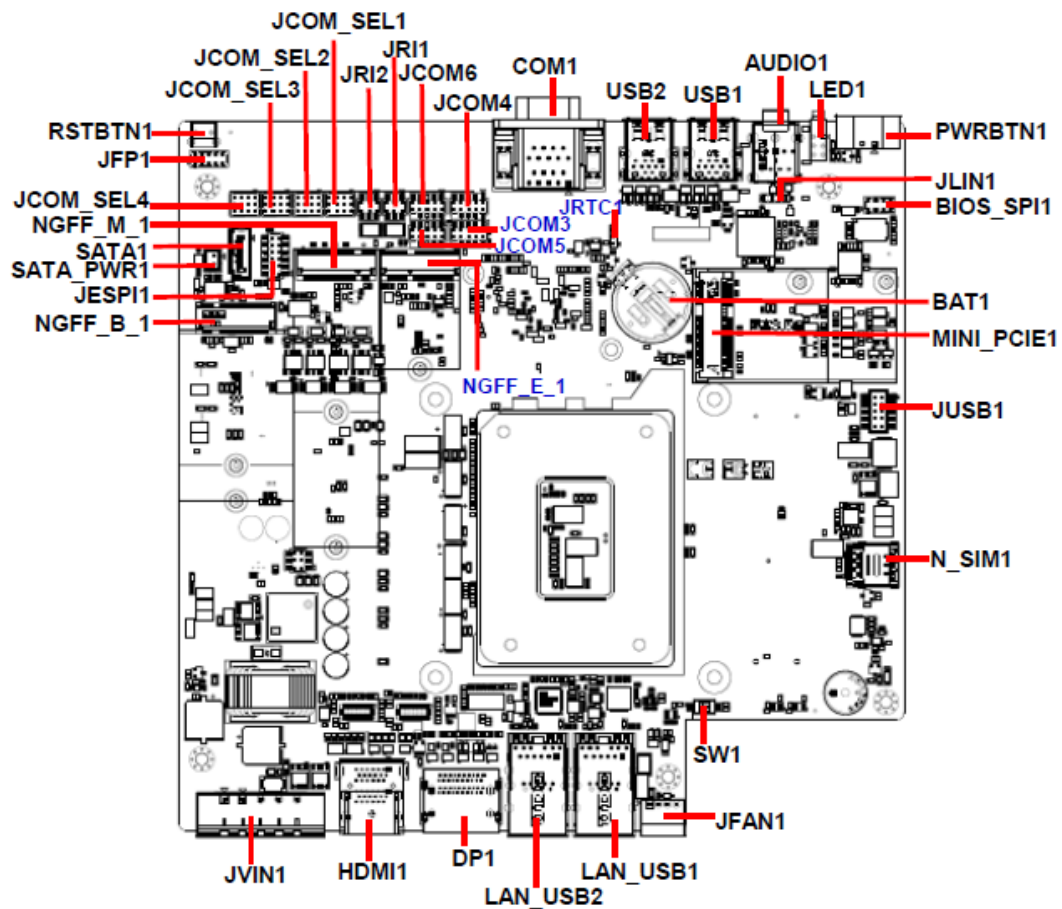 JCOM_SEL1
JCOM_SEL2
JRI1
JCOM_SEL3
JRI2
JCOM6
JCOM4
COM1
USB2
USB1
AUDIO1
LED1
RSTBTN1
PWRBTN1
JFP1
JLIN1
JCOM_SEL4
BIOS_SPI1
NGFF_M_1
JRTC1
JCOM3
JCOM5
SATA1
SATA_PWR1
JESPI1
BAT1
NGFF_B_1
MINI_PCIE1
NGFF_E_1
JUSB1
N_SIM1
SW1
JFAN1
JVIN1
HDMI1
DP1
LAN_USB1
LAN_USB2